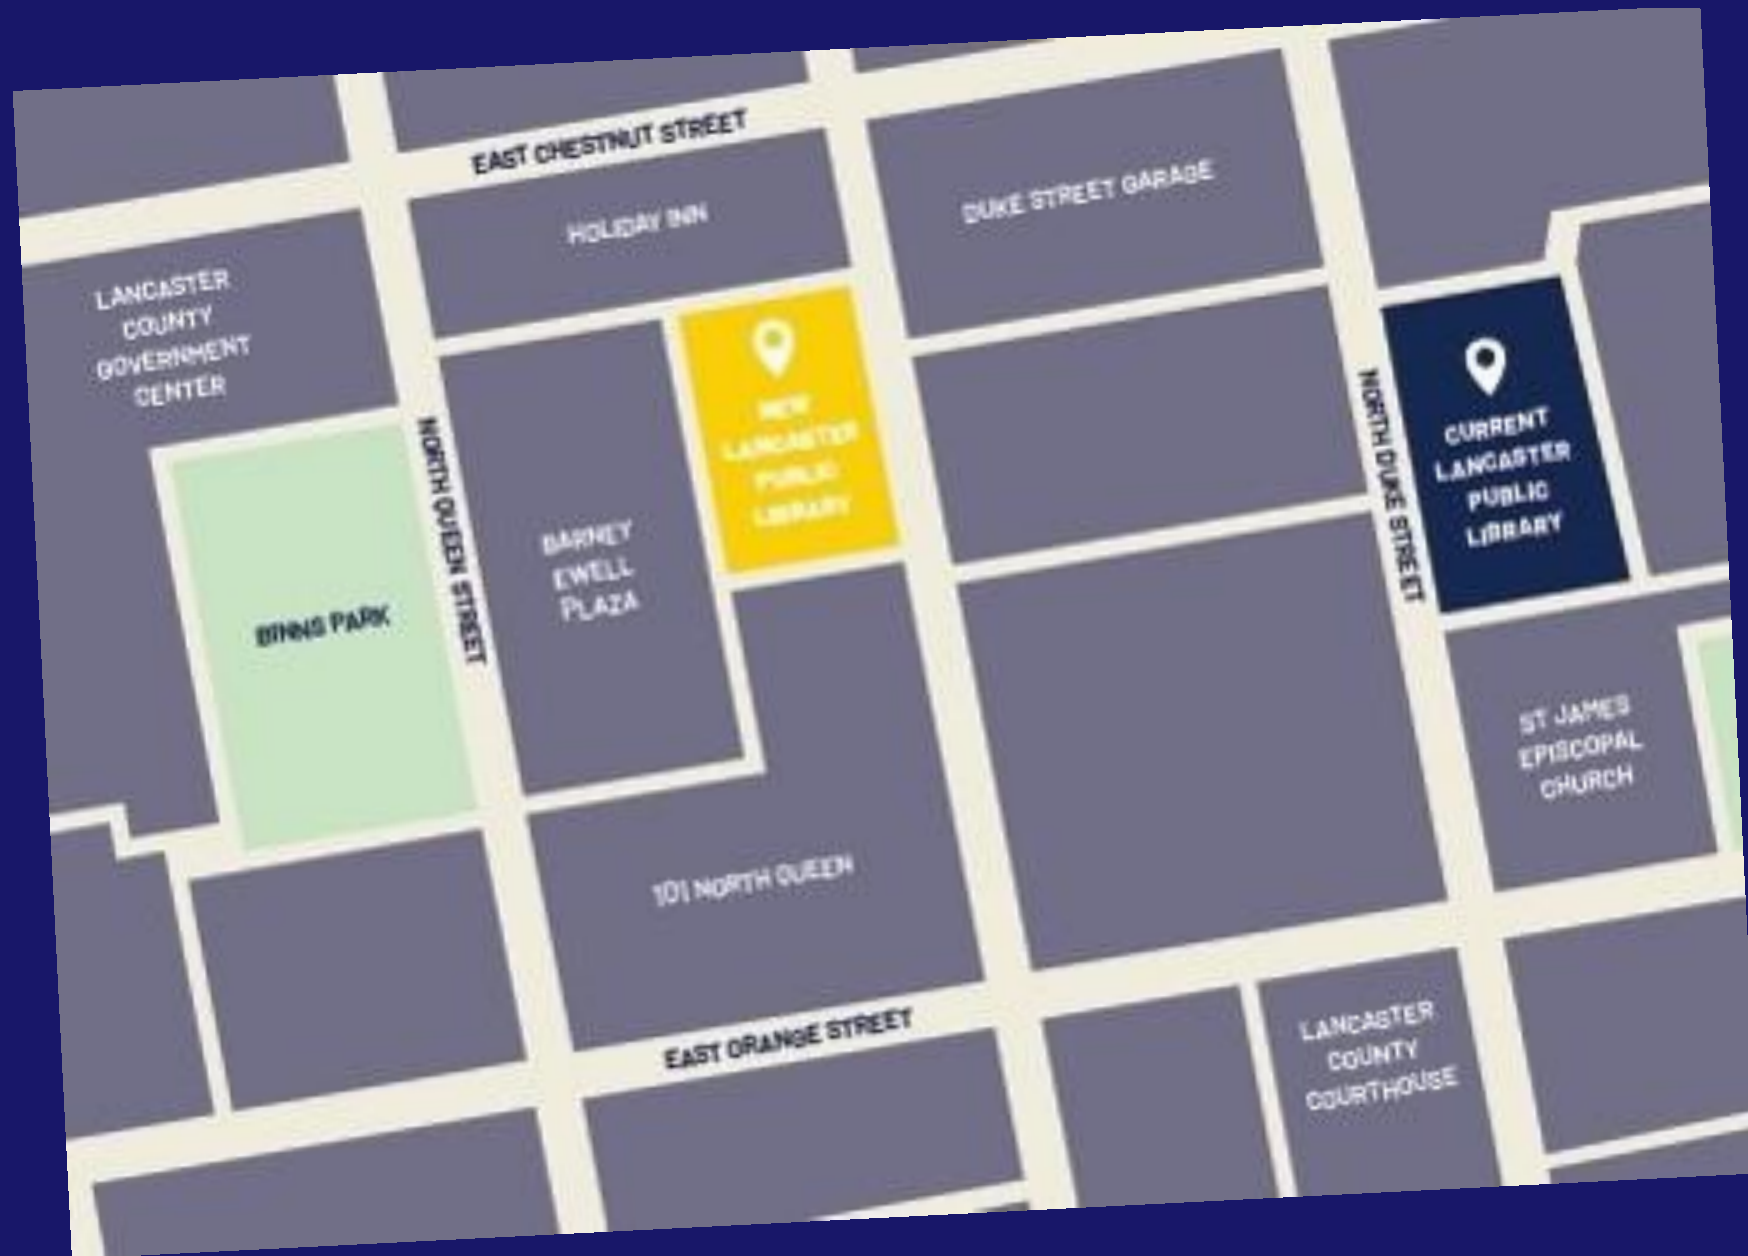 EAST CHESTNUT STREET
HOLIDAY INN
DUKE STREET GARAGE
LANCASTER
COUNTY
GOVERNMENT
CENTER
NORTH QUEEN STREET
NEW
LANCASTER
PUBLIC
LIBRARY
NORTH DUKE STREET
CURRENT
LANCASTER
PUBLIC
LIBRARY
BINNS PARK
BARNEY
EWELL
PLAZA
ST JAMES
EPISCOPAL
CHURCH
101 NORTH QUEEN
EAST ORANGE STREET
LANCASTER
COUNTY
COURTHOUSE